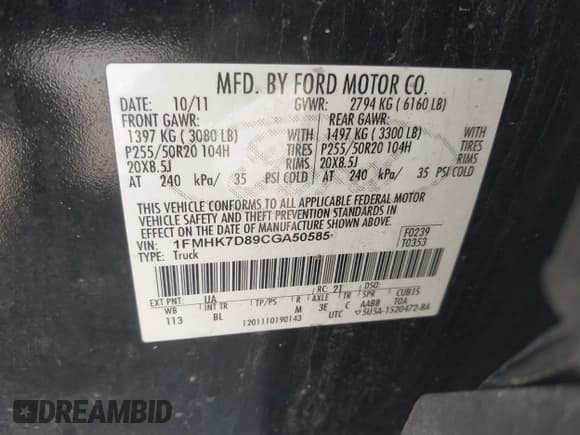 MFD. BY FORD MOTOR CO.
DATE: 10/11 GVWR: 2794 KG ( 6160 LB)
FRONT GAWR: REAR GAWR:
1397 KG ( 3080 LB) WITH 1497 KG ( 3300 LB) WITH
P255/50R20 104H TIRES P255/50R20 104H TIRES
20X8.5J RIMS 20X8.5J RIMS
AT 240 kPa/ 35 PSI COLD AT 240 kPa/ 35 PSI COLD
THIS VEHICLE CONFORMS TO ALL APPLICABLE FEDERAL MOTOR
VEHICLE SAFETY AND THEFT PREVENTION STANDARDS IN
EFFECT ON THE DATE OF MANUFACTURE SHOWN ABOVE.
VIN: 1FMHK7D89CGA50585 F0239
TYPE: Truck T0353
RC: 21 DSO:
EXT PNT: UA
WB INT TR TP/PS R AXLE TR SPR CUBTS
113 BL M 3E C AABB T0A
1201110190143 UTC 5U5A-1520472-BA
DREAMBID